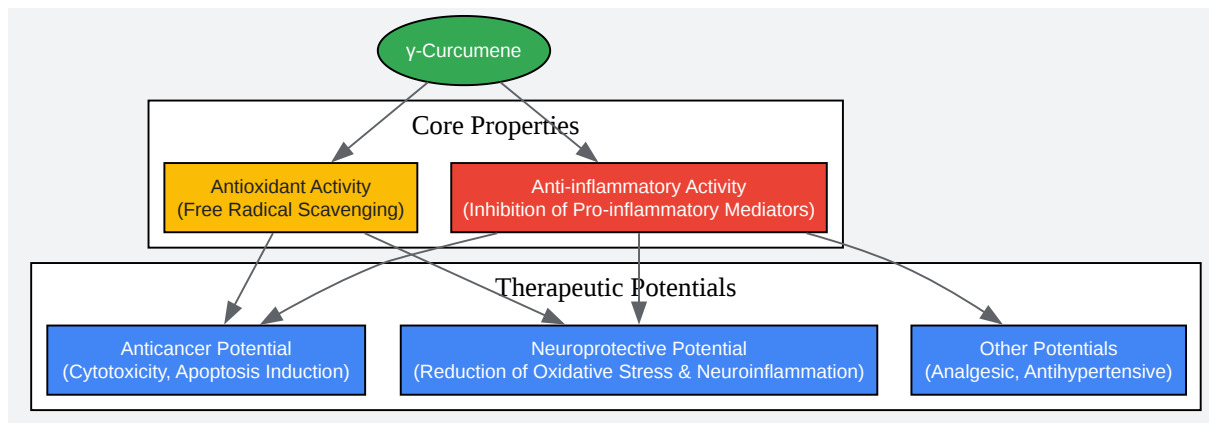 γ-Curcumene
Core Properties
Antioxidant Activity
(Free Radical Scavenging)
Anti-inflammatory Activity
(Inhibition of Pro-inflammatory Mediators)
Therapeutic Potentials
Anticancer Potential
(Cytotoxicity, Apoptosis Induction)
Neuroprotective Potential
(Reduction of Oxidative Stress & Neuroinflammation)
Other Potentials
(Analgesic, Antihypertensive)